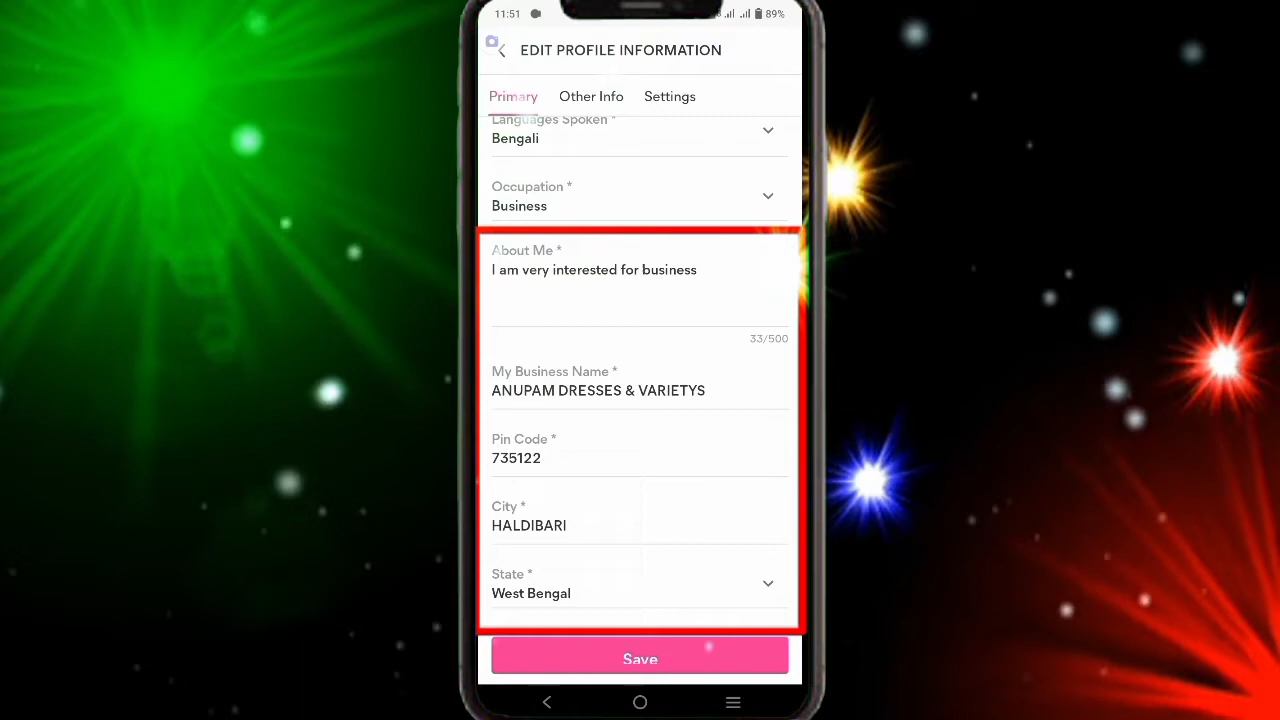 11:51 89%
EDIT PROFILE INFORMATION
Primary Other Info Settings
Languages Spoken *
Bengali
Occupation *
Business
About Me *
I am very interested for business
33/500
My Business Name *
ANUPAM DRESSES & VARIETYS
Pin Code *
735122
City *
HALDIBARI
State *
West Bengal
Save